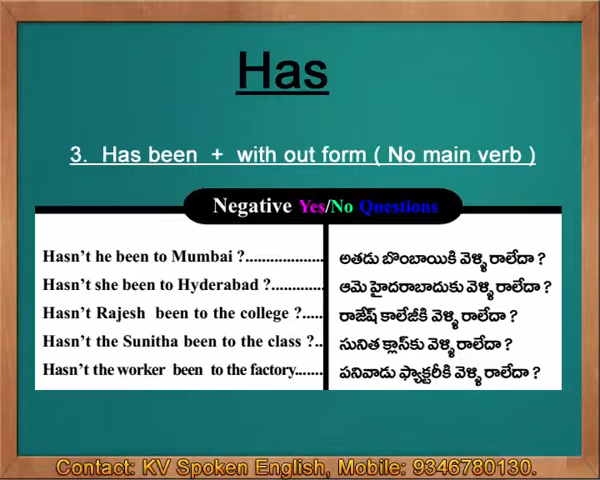 Has
3. Has been + with out form ( No main verb )
Negative Yes/No Questions
Hasn't he been to Mumbai ?.................... అతడు బొంబాయికి వెళ్ళి రాలేదా ?
Hasn't she been to Hyderabad ?............. ఆమె హైదరాబాదుకు వెళ్ళి రాలేదా ?
Hasn't Rajesh been to the college ?..... రాజేష్ కాలేజీకి వెళ్ళి రాలేదా ?
Hasn't the Sunitha been to the class ?.. సునిత క్లాస్‌కు వెళ్ళి రాలేదా ?
Hasn't the worker been to the factory....... పనివాడు ఫ్యాక్టరీకి వెళ్ళి రాలేదా ?
Contact: KV Spoken English, Mobile: 9346780130.